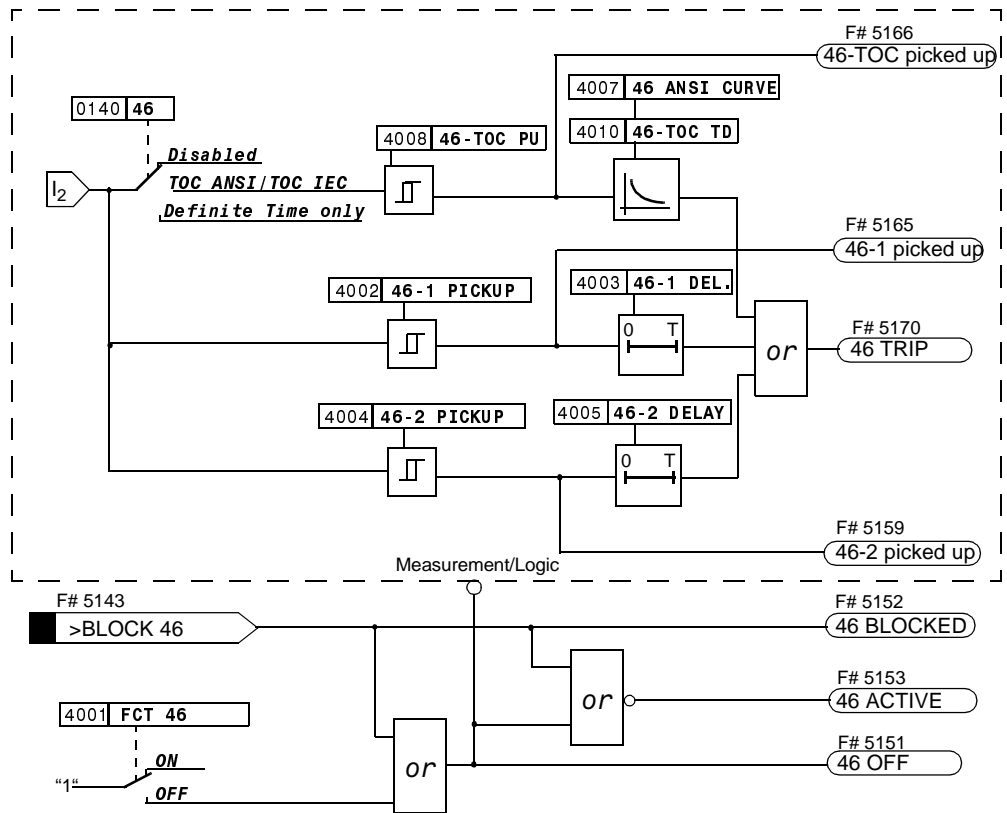 F# 5166
46-TOC picked up
4007 46 ANSI CURVE
0140 46
4010 46-TOC TD
4008 46-TOC PU
Disabled
I2
TOC ANSI/TOC IEC
Definite Time only
F# 5165
46-1 picked up
4002 46-1 PICKUP
4003 46-1 DEL.
0 T
or
F# 5170
46 TRIP
4004 46-2 PICKUP
4005 46-2 DELAY
0 T
F# 5159
46-2 picked up
Measurement/Logic
F# 5143
>BLOCK 46
F# 5152
46 BLOCKED
or
F# 5153
46 ACTIVE
4001 FCT 46
F# 5151
46 OFF
or
ON
"1"
OFF